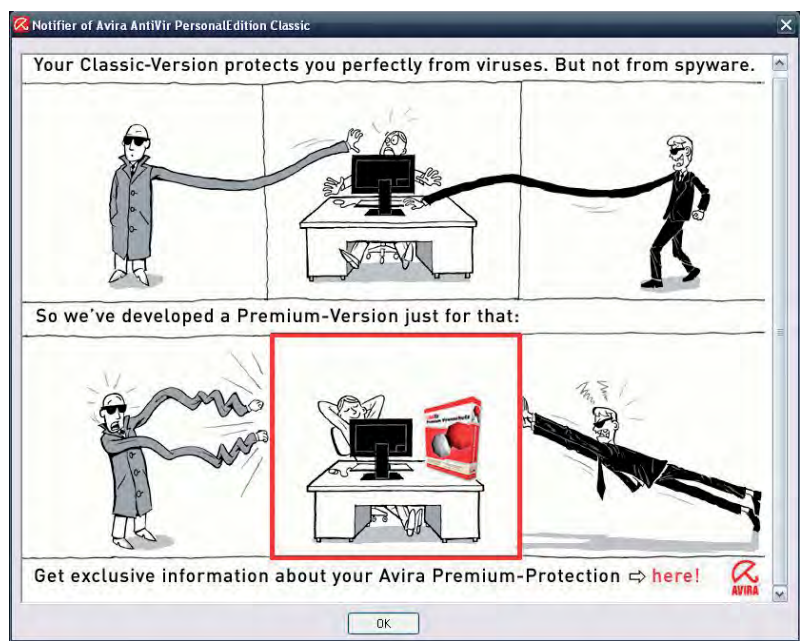 Notifier of Avira AntiVir PersonalEdition Classic
Your Classic-Version protects you perfectly from viruses. But not from spyware.
So we've developed a Premium-Version just for that:
Get exclusive information about your Avira Premium-Protection ⇨ here!
AVIRA
OK